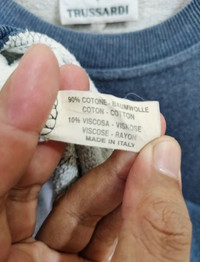 TRUSSARDI
90% COTONE - BAUMWOLLE
COTON - COTTON
10% VISCOSA - VISKOSE
VISCOSE - RAYON
MADE IN ITALY